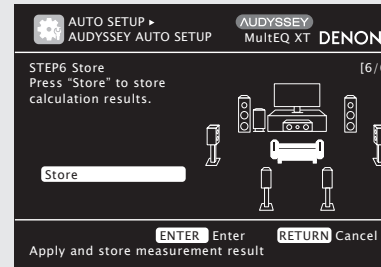 AUTO SETUP ▸
AUDYSSEY AUTO SETUP
AUDYSSEY
MultEQ XT DENON
STEP6 Store
[6/
Press “Store” to store
calculation results.
Store
ENTER Enter RETURN Cancel
Apply and store measurement result